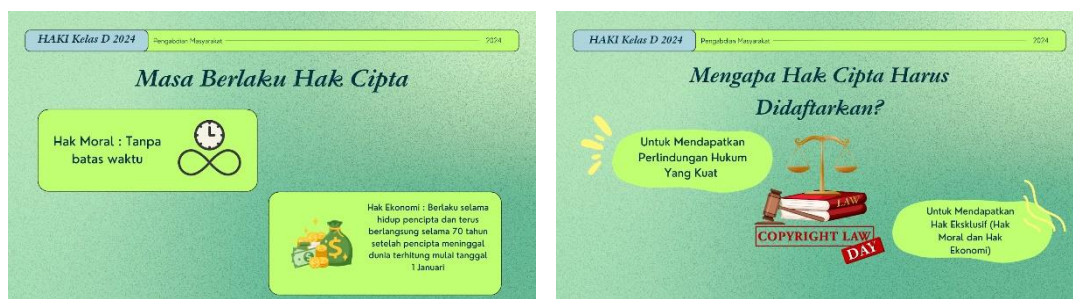 HAKI Kelas D 2024
Pengabdian Masyarakat
2024
Masa Berlaku Hak Cipta
Hak Moral : Tanpa
batas waktu
Hak Ekonomi : Berlaku selama
hidup pencipta dan terus
berlangsung selama 70 tahun
setelah pencipta meninggal
dunia terhitung mulai tanggal
1 Januari
HAKI Kelas D 2024
Pengabdian Masyarakat
2024
Mengapa Hak Cipta Harus
Didaftarkan?
Untuk Mendapatkan
Perlindungan Hukum
Yang Kuat
LAW
COPYRIGHT LAW
DAY
Untuk Mendapatkan
Hak Eksklusif (Hak
Moral dan Hak
Ekonomi)